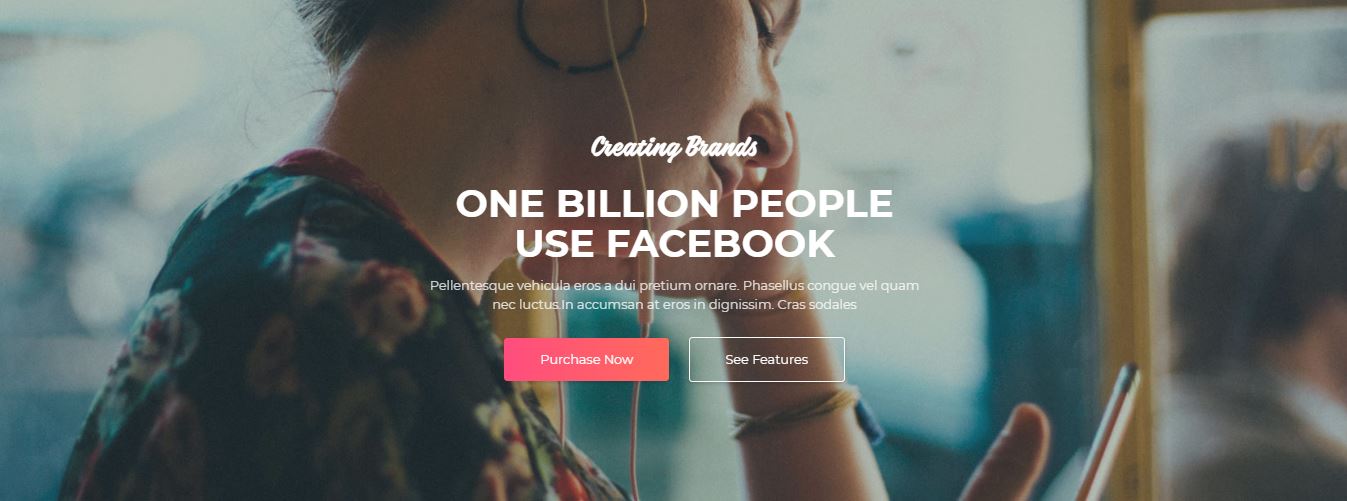 Creating Brands
ONE BILLION PEOPLE
USE FACEBOOK
Pellentesque vehicula eros a dui pretium ornare. Phasellus congue vel quam
nec luctus.In accumsan at eros in dignissim. Cras sodales
Purchase Now
See Features